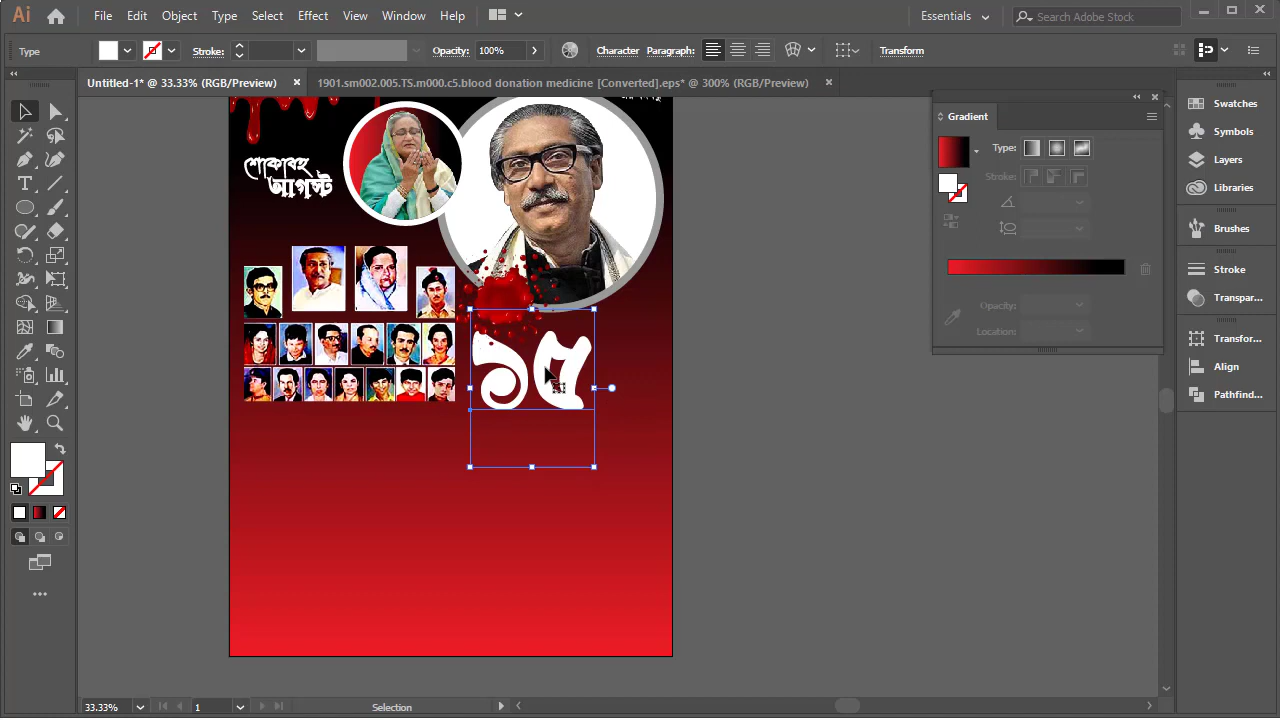 Ai
File Edit Object Type Select Effect View Window Help
Essentials
Search Adobe Stock
Type
Stroke:
Opacity: 100%
Character
Paragraph:
Transform
Untitled-1* @ 33.33% (RGB/Preview)
1901.sm002.005.TS.m000.c5.blood donation medicine [Converted].eps* @ 300% (RGB/Preview)
Gradient
Type:
Stroke:
Opacity:
Location:
Swatches
Symbols
Layers
Libraries
Brushes
Stroke
Transpar...
Transfor...
Align
Pathfind...
শোকাবহ
আগস্ট
১৫
33.33%
1
Selection